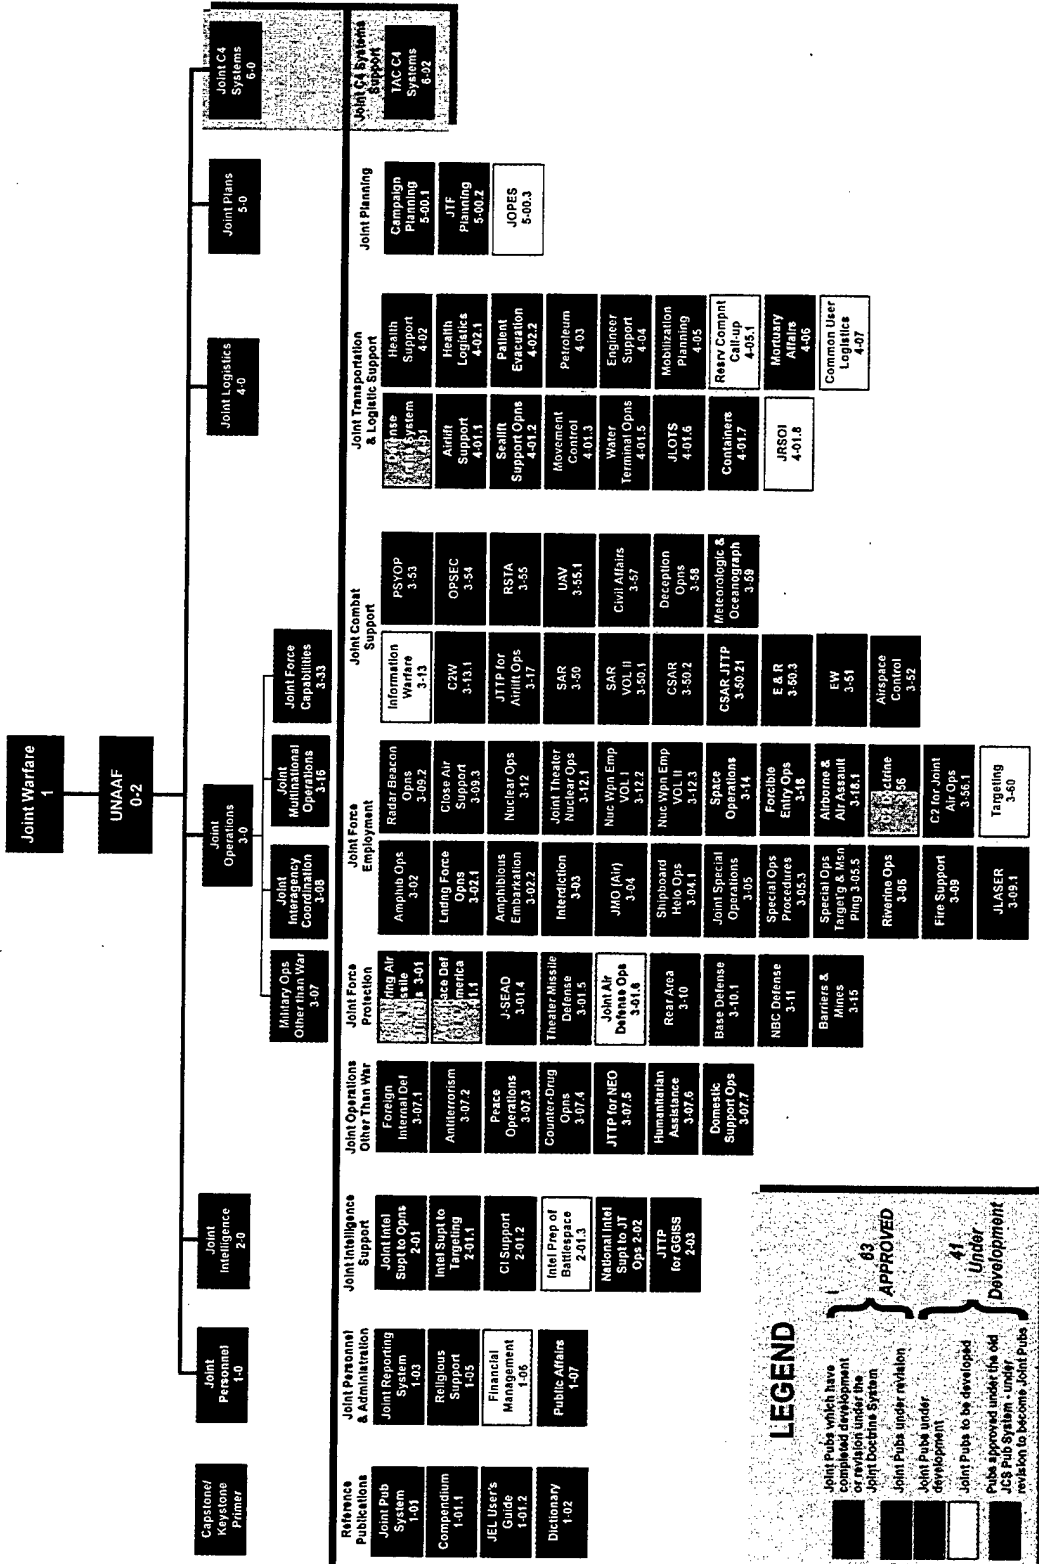 Joint Warfare
1
UNAAF
0-2
Capstone/
Keystone
Primer
Joint
Personnel
1-0
Joint
Intelligence
2-0
Joint
Operations
3-0
Joint Logistics
4-0
Joint Plans
5-0
Joint C4
Systems
6-0
Military Ops
Other than War
3-07
Joint
Interagency
Coordination
3-08
Joint
Multinational
Operations
3-16
Joint Force
Capabilities
3-33
Reference
Publications
Joint Pub
System
1-01
Compendium
1-01.1
JEL User's
Guide
1-01.2
Dictionary
1-02
Joint Personnel
& Administration
Joint Reporting
System
1-03
Religious
Support
1-05
Financial
Management
1-06
Public Affairs
1-07
Joint Intelligence
Support
Joint Intel
Supt to Opns
2-01
Intel Supt to
Targeting
2-01.1
CI Support
2-01.2
Intel Prep of
Battlespace
2-01.3
National Intel
Supt to JT
Ops 2-02
JTTP
for GGISS
2-03
Joint Operations
Other Than War
Foreign
Internal Def
3-07.1
Antiterrorism
3-07.2
Peace
Operations
3-07.3
Counter-Drug
Opns
3-07.4
JTTP for NEO
3-07.5
Humanitarian
Assistance
3-07.6
Domestic
Support Ops
3-07.7
Joint Force
Protection
Air
3-01
Def
J-SEAD
3-01.4
Theater Missile
Defense
3-01.5
Joint Air
Defense Ops
3-01.6
Rear Area
3-10
Base Defense
3-10.1
NBC Defense
3-11
Barriers &
Mines
3-15
Joint Force
Employment
Amphib Ops
3-02
Lndng Force
Opns
3-02.1
Amphibious
Embarkation
3-02.2
Interdiction
3-03
JMO (Air)
3-04
Shipboard
Helo Ops
3-04.1
Joint Special
Operations
3-05
Special Ops
Procedures
3-05.3
Special Ops
Target'g & Msn
Plng 3-05.5
Riverine Ops
3-06
Fire Support
3-09
JLASER
3-09.1
Radar Beacon
Opns
3-09.2
Close Air
Support
3-09.3
Nuclear Ops
3-12
Joint Theater
Nuclear Ops
3-12.1
Nuc Wpn Emp
VOL I
3-12.2
Nuc Wpn Emp
VOL II
3-12.3
Space
Operations
3-14
Forcible
Entry Ops
3-18
Airborne &
Air Assault
3-18.1
Doctrine
C2 for Joint
Air Ops
3-56.1
Targeting
3-60
Joint Combat
Support
Information
Warfare
3-13
C2W
3-13.1
JTTP for
Airlift Ops
3-17
SAR
3-50
SAR
VOL II
3-50.1
CSAR
3-50.2
CSAR JTTP
3-50.21
E & R
3-50.3
EW
3-51
Airspace
Control
3-52
PSYOP
3-53
OPSEC
3-54
RSTA
3-55
UAV
3-55.1
Civil Affairs
3-57
Deception
Opns
3-58
Meteorologic &
Oceanograph
3-59
Joint Transportation
& Logistic Support
Defense
System
Airlift
Support
4-01.1
Sealift
Support Opns
4-01.2
Movement
Control
4-01.3
Water
Terminal Opns
4-01.5
JLOTS
4-01.6
Containers
4-01.7
JRSOI
4-01.8
Health
Support
4-02
Health
Logistics
4-02.1
Patient
Evacuation
4-02.2
Petroleum
4-03
Engineer
Support
4-04
Mobilization
Planning
4-05
Resrv Compnt
Call-up
4-05.1
Mortuary
Affairs
4-06
Common User
Logistics
4-07
Joint Planning
Campaign
Planning
5-00.1
JTF
Planning
5-00.2
JOPES
5-00.3
Joint C4 Systems
Support
TAC C4
Systems
6-02
LEGEND
Joint Pubs which have
completed development
or revision under the
Joint Doctrine System
Joint Pubs under revision
Joint Pubs under
development
Joint Pubs to be developed
Pubs approved under the old
JCS Pub System - under
revision to become Joint Pubs
63
APPROVED
41
Under
Development